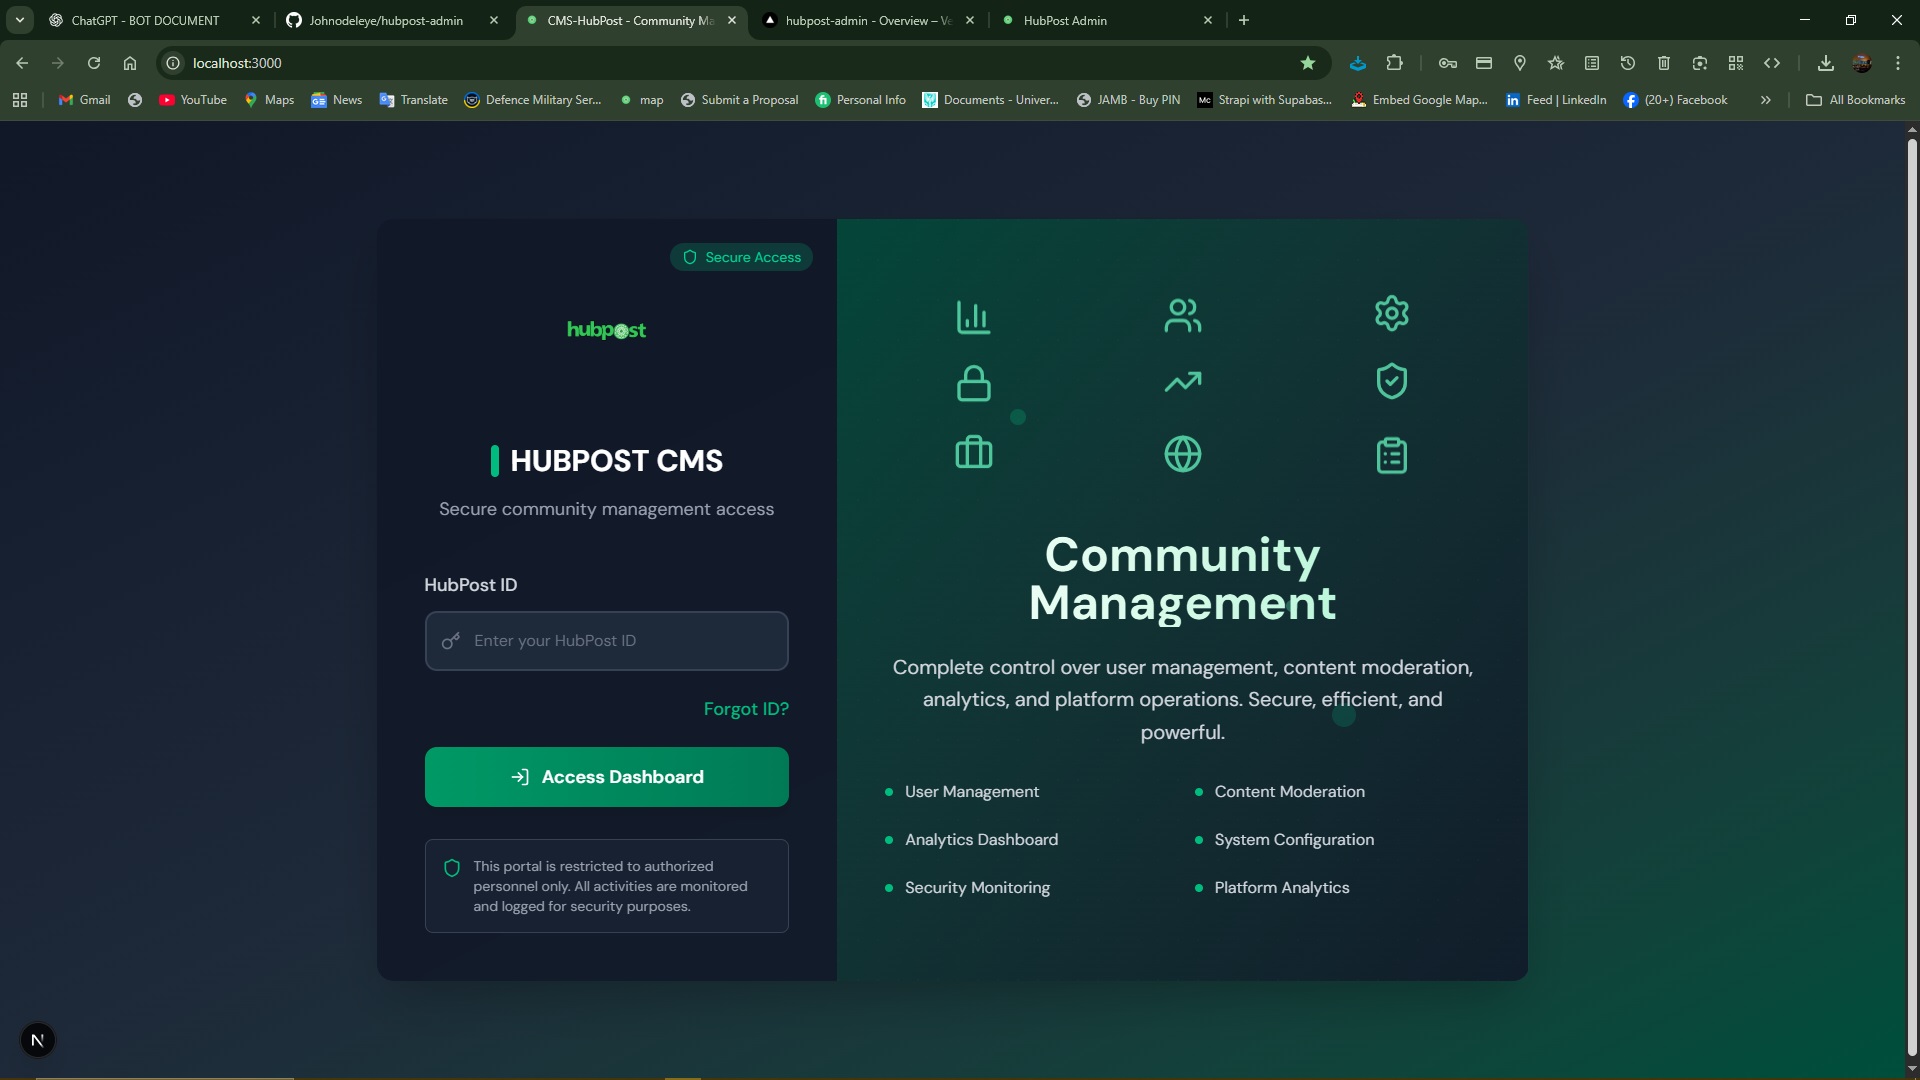 ChatGPT - BOT DOCUMENT
Johnodeleye/hubpost-admin
CMS-HubPost - Community Ma
hubpost-admin - Overview – Ve
HubPost Admin
localhost:3000
Gmail
YouTube
Maps
News
Translate
Defence Military Ser...
map
Submit a Proposal
Personal Info
Documents - Univer...
JAMB - Buy PIN
Mc
Strapi with Supabas...
Embed Google Map...
Feed | LinkedIn
(20+) Facebook
All Bookmarks
Secure Access
hubpost
HUBPOST CMS
Secure community management access
HubPost ID
Enter your HubPost ID
Forgot ID?
Access Dashboard
This portal is restricted to authorized
personnel only. All activities are monitored
and logged for security purposes.
Community
Management
Complete control over user management, content moderation,
analytics, and platform operations. Secure, efficient, and
powerful.
User Management
Content Moderation
Analytics Dashboard
System Configuration
Security Monitoring
Platform Analytics
N